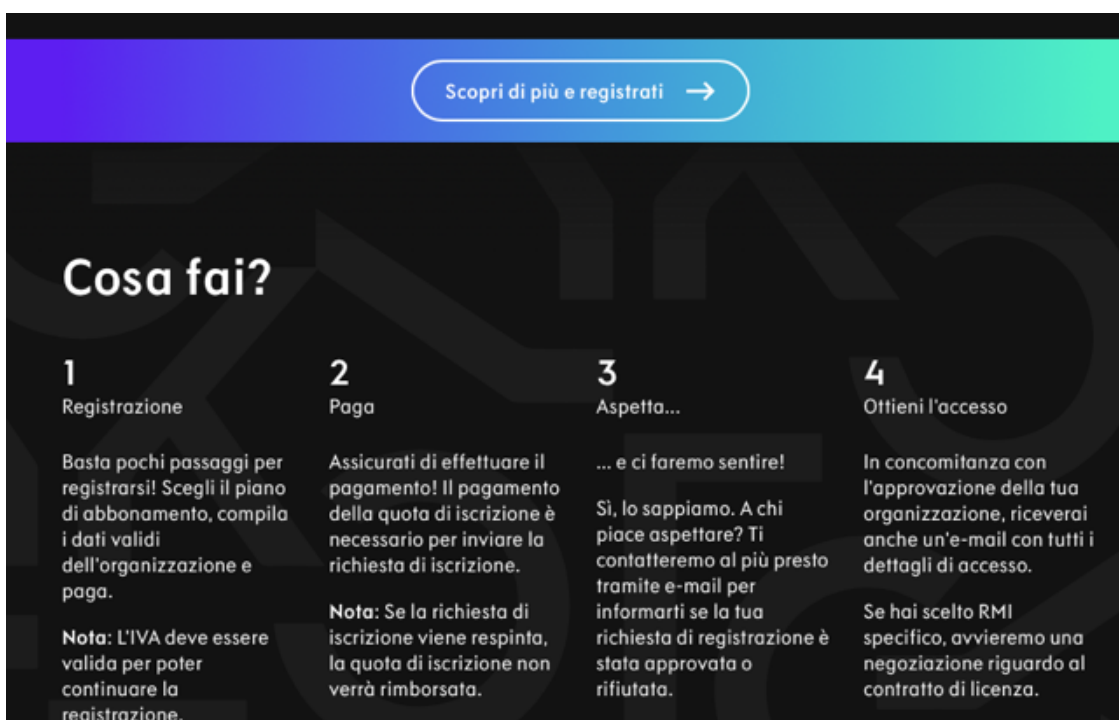 Scopri di più e registrati
Cosa fai?
1
Registrazione
Basta pochi passaggi per
registrarsi! Scegli il piano
di abbonamento, compila
i dati validi
dell'organizzazione e
paga.
Nota: L'IVA deve essere
valida per poter
continuare la
registrazione.
2
Paga
Assicurati di effettuare il
pagamento! Il pagamento
della quota di iscrizione è
necessario per inviare la
richiesta di iscrizione.
Nota: Se la richiesta di
iscrizione viene respinta,
la quota di iscrizione non
verrà rimborsata.
3
Aspetta...
... e ci faremo sentire!
Sì, lo sappiamo. A chi
piace aspettare? Ti
contatteremo al più presto
tramite e-mail per
informarti se la tua
richiesta di registrazione è
stata approvata o
rifiutata.
4
Ottieni l'accesso
In concomitanza con
l'approvazione della tua
organizzazione, riceverai
anche un'e-mail con tutti i
dettagli di accesso.
Se hai scelto RMI
specifico, avvieremo una
negoziazione riguardo al
contratto di licenza.